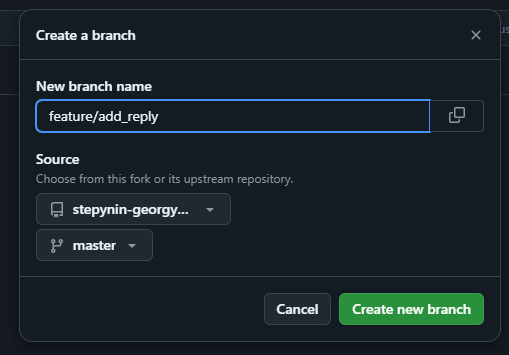 Create a branch
New branch name
feature/add_reply
Source
Choose from this fork or its upstream repository.
stepynin-georgy...
master
Cancel
Create new branch